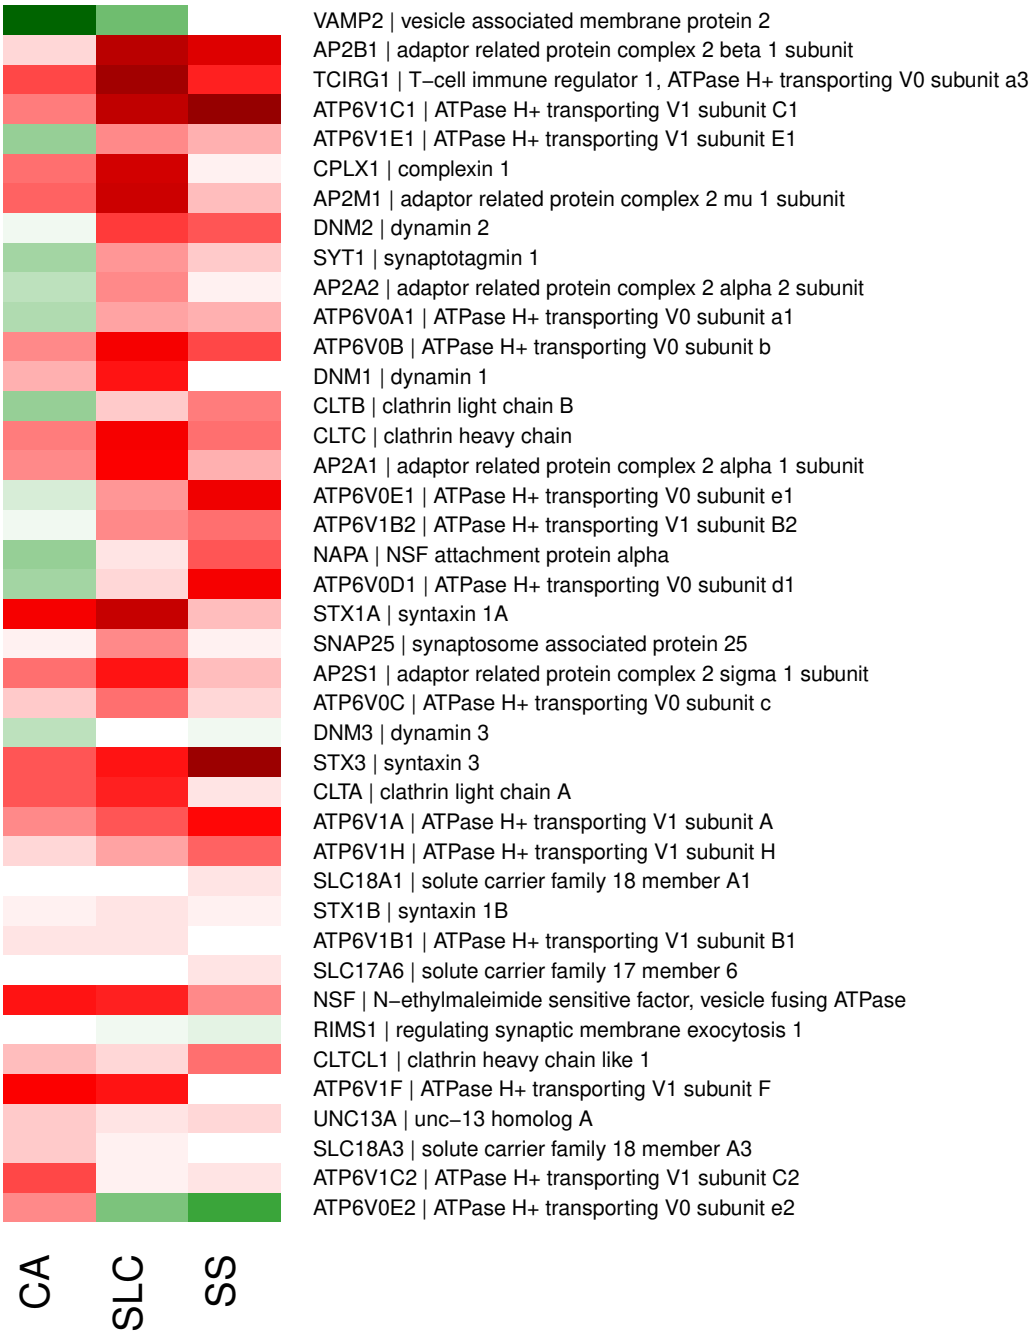 VAMP2 | vesicle associated membrane protein 2
AP2B1 | adaptor related protein complex 2 beta 1 subunit
TCIRG1 | T−cell immune regulator 1, ATPase H+ transporting V0 subunit a3
ATP6V1C1 | ATPase H+ transporting V1 subunit C1
ATP6V1E1 | ATPase H+ transporting V1 subunit E1
CPLX1 | complexin 1
AP2M1 | adaptor related protein complex 2 mu 1 subunit
DNM2 | dynamin 2
SYT1 | synaptotagmin 1
AP2A2 | adaptor related protein complex 2 alpha 2 subunit
ATP6V0A1 | ATPase H+ transporting V0 subunit a1
ATP6V0B | ATPase H+ transporting V0 subunit b
DNM1 | dynamin 1
CLTB | clathrin light chain B
CLTC | clathrin heavy chain
AP2A1 | adaptor related protein complex 2 alpha 1 subunit
ATP6V0E1 | ATPase H+ transporting V0 subunit e1
ATP6V1B2 | ATPase H+ transporting V1 subunit B2
NAPA | NSF attachment protein alpha
ATP6V0D1 | ATPase H+ transporting V0 subunit d1
STX1A | syntaxin 1A
SNAP25 | synaptosome associated protein 25
AP2S1 | adaptor related protein complex 2 sigma 1 subunit
ATP6V0C | ATPase H+ transporting V0 subunit c
DNM3 | dynamin 3
STX3 | syntaxin 3
CLTA | clathrin light chain A
ATP6V1A | ATPase H+ transporting V1 subunit A
ATP6V1H | ATPase H+ transporting V1 subunit H
SLC18A1 | solute carrier family 18 member A1
STX1B | syntaxin 1B
ATP6V1B1 | ATPase H+ transporting V1 subunit B1
SLC17A6 | solute carrier family 17 member 6
NSF | N−ethylmaleimide sensitive factor, vesicle fusing ATPase
RIMS1 | regulating synaptic membrane exocytosis 1
CLTCL1 | clathrin heavy chain like 1
ATP6V1F | ATPase H+ transporting V1 subunit F
UNC13A | unc−13 homolog A
SLC18A3 | solute carrier family 18 member A3
ATP6V1C2 | ATPase H+ transporting V1 subunit C2
ATP6V0E2 | ATPase H+ transporting V0 subunit e2
CA
SLC
SS